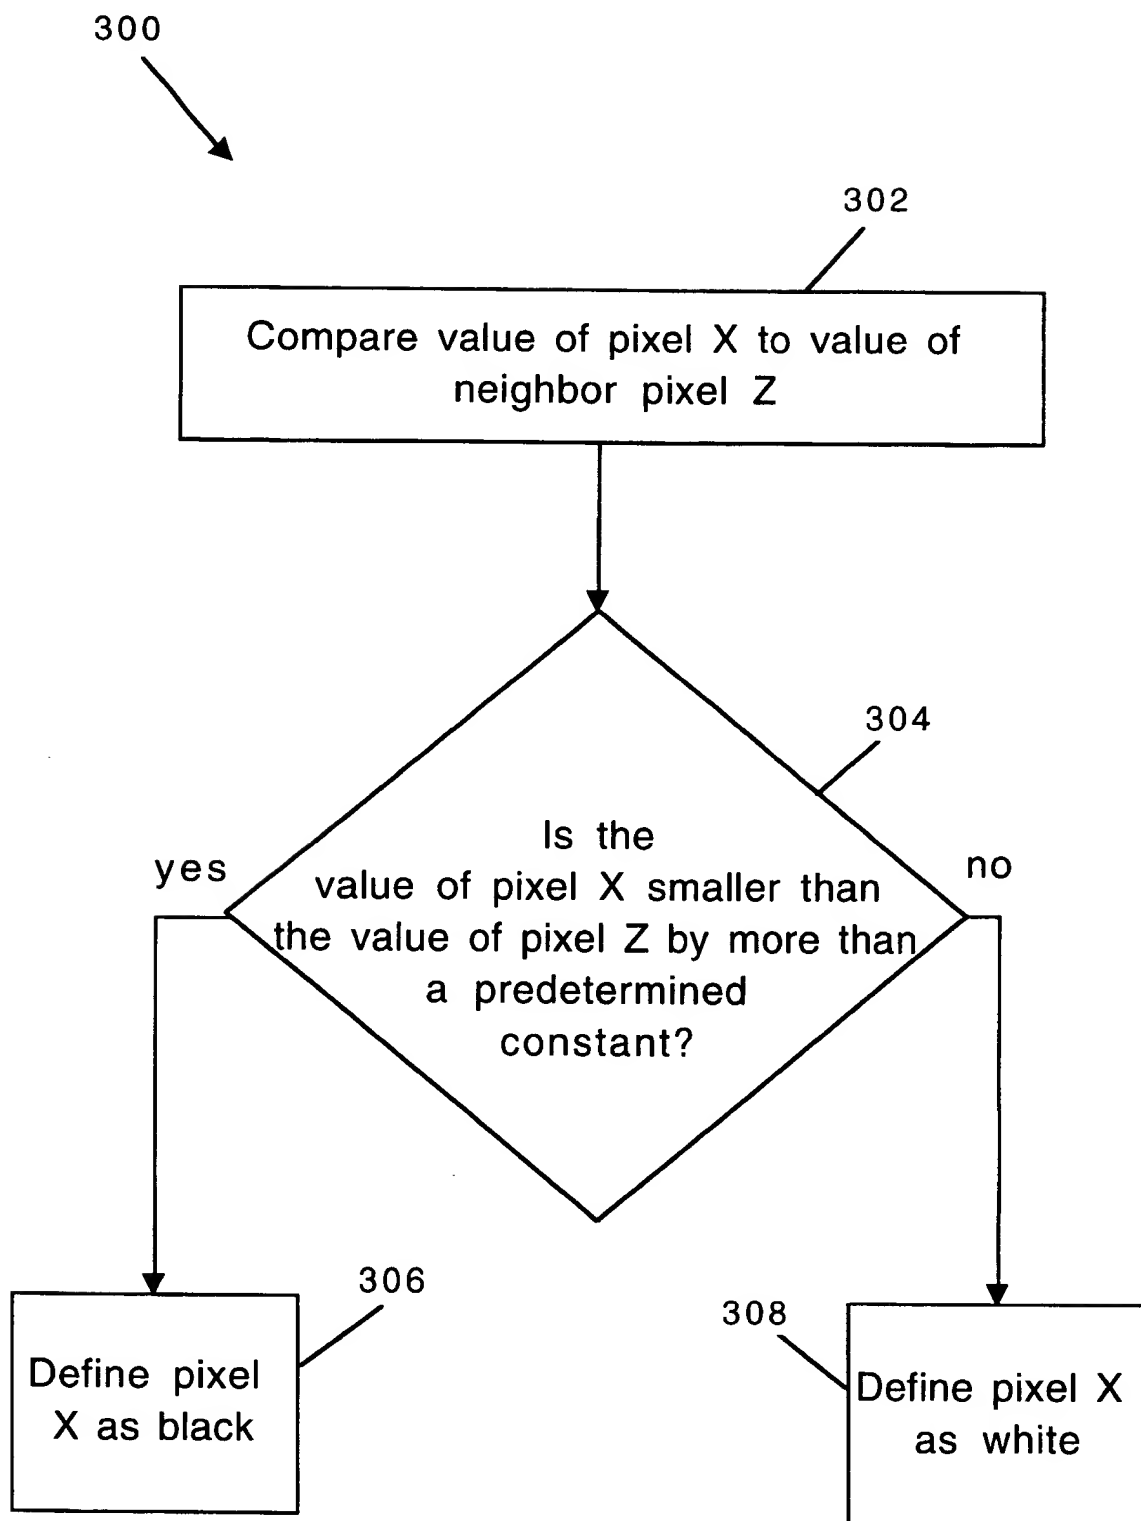 300
302
Compare value of pixel X to value of
neighbor pixel Z
304
Is the
value of pixel X smaller than
the value of pixel Z by more than
a predetermined
constant?
yes
no
306
Define pixel
X as black
308
Define pixel X
as white